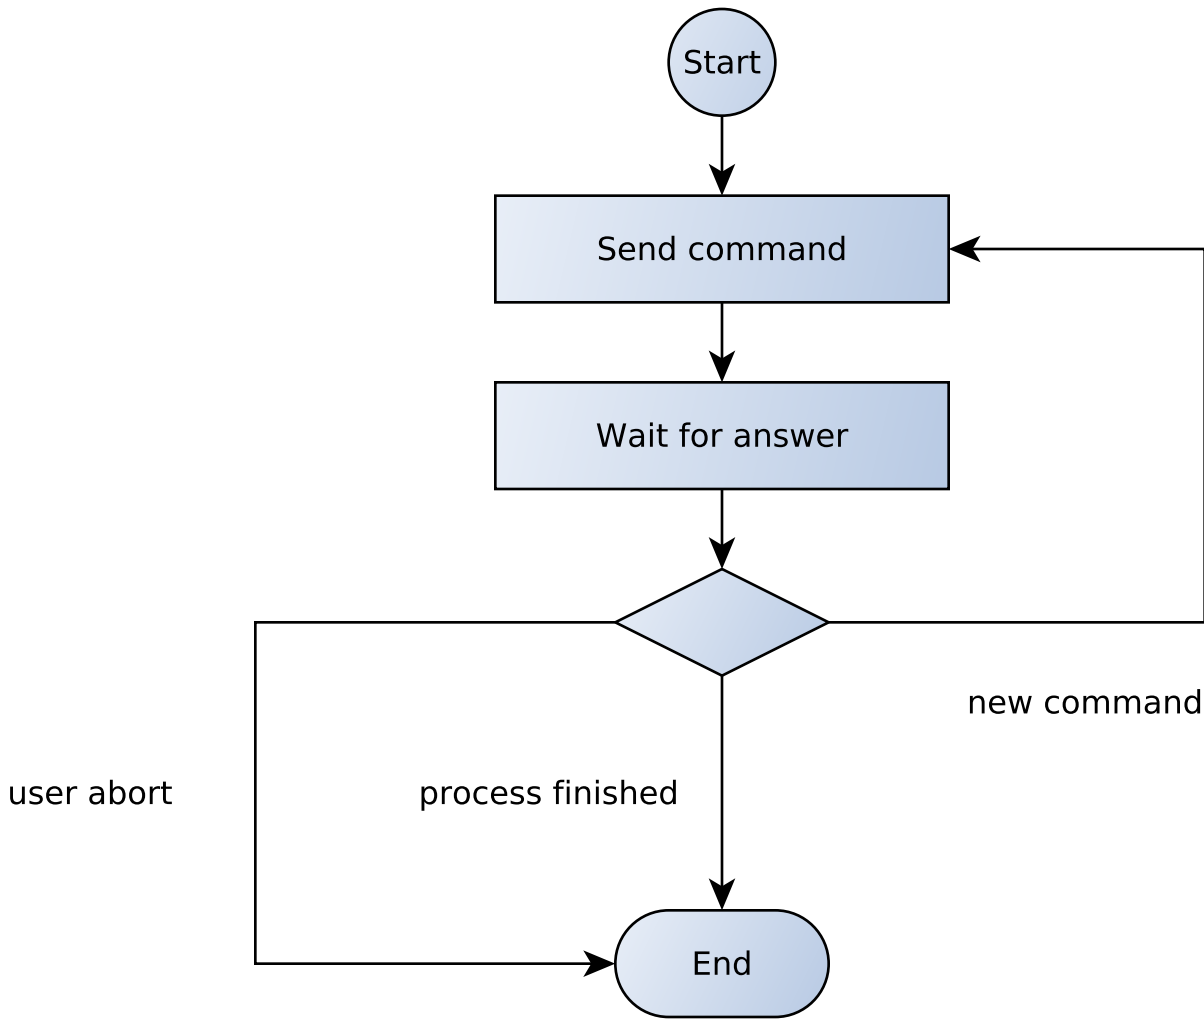 Start
Send command
Wait for answer
new command
user abort
process finished
End